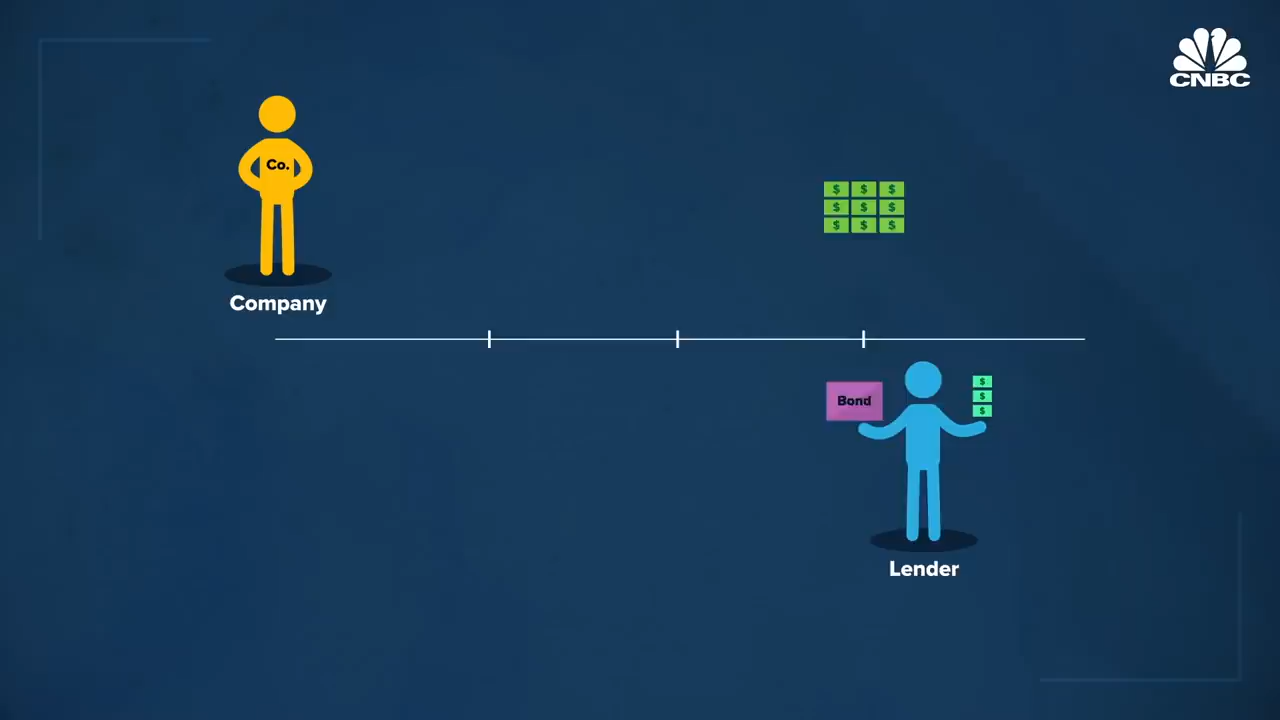 CNBC
Co.
$ $ $
$ $ $
$ $ $
Company
Bond
$
$
$
Lender